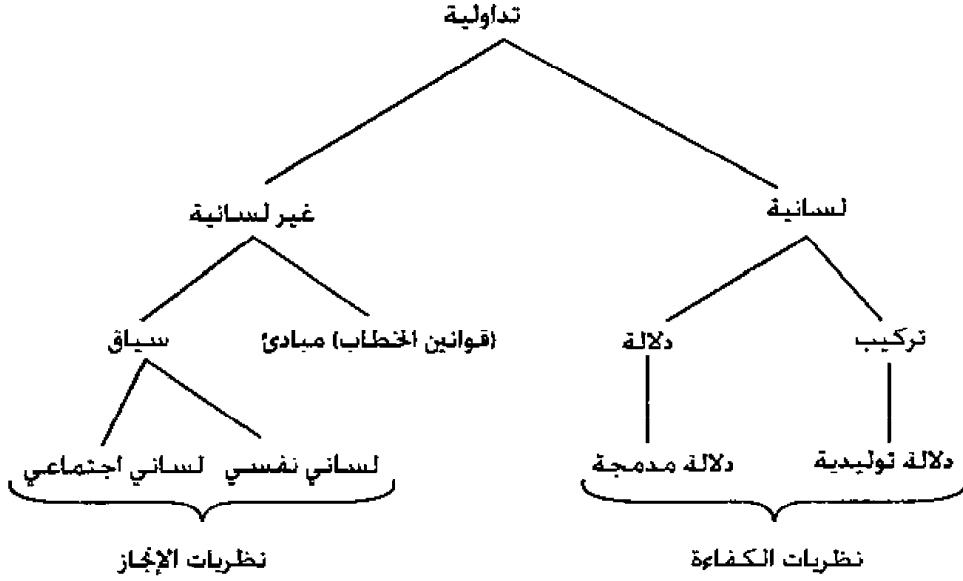 تداولية
لسانية
غير لسانية
تركيب
دلالة
(قوانين الخطاب) مبادئ
سياق
دلالة توليدية
دلالة مدمجة
لساني نفسي
لساني اجتماعي
نظريات الكفاءة
نظريات الإنجاز